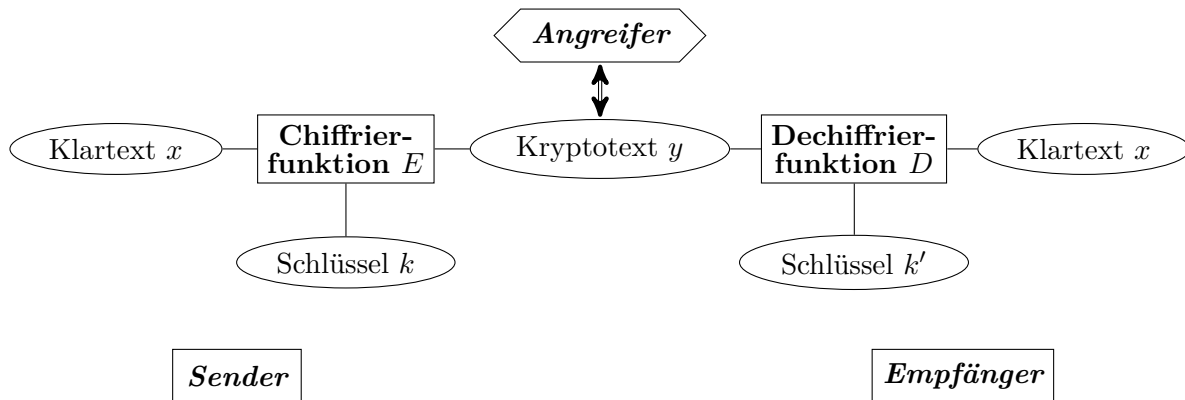 Angreifer
Klartext x
Chiffrier-
funktion E
Kryptotext y
Dechiffrier-
funktion D
Klartext x
Schlüssel k
Schlüssel k′
Sender
Empfänger